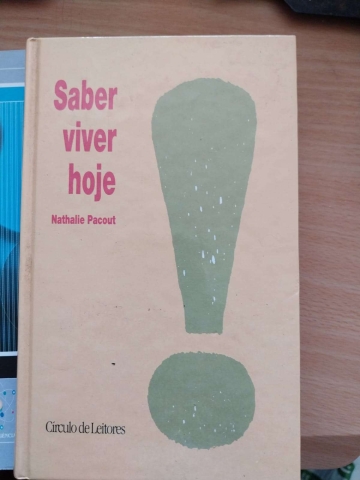 Saber
viver
hoje
Nathalie Pacout
Círculo de Leitores